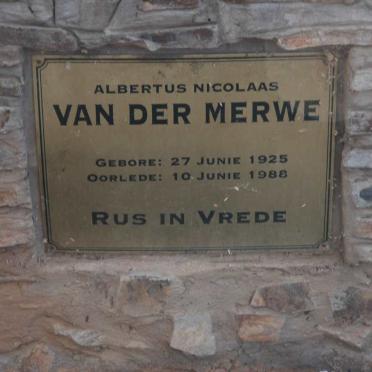 ALBERTUS NICOLAAS
VAN DER MERWE
GEBORE: 27 JUNIE 1925
OORLEDE: 10 JUNIE 1988
RUS IN VREDE